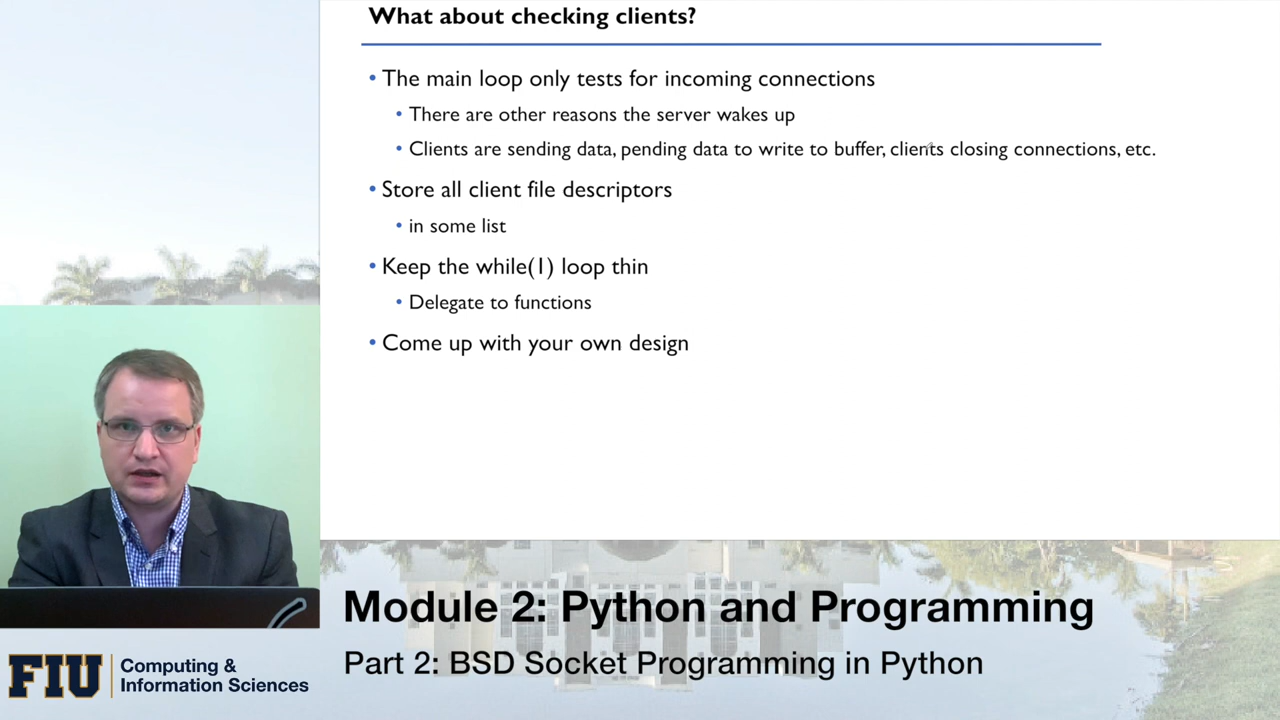 What about checking clients?
• The main loop only tests for incoming connections
• There are other reasons the server wakes up
• Clients are sending data, pending data to write to buffer, clients closing connections, etc.
• Store all client file descriptors
• in some list
• Keep the while(1) loop thin
• Delegate to functions
• Come up with your own design
Module 2: Python and Programming
Part 2: BSD Socket Programming in Python
FIU
Computing &
Information Sciences